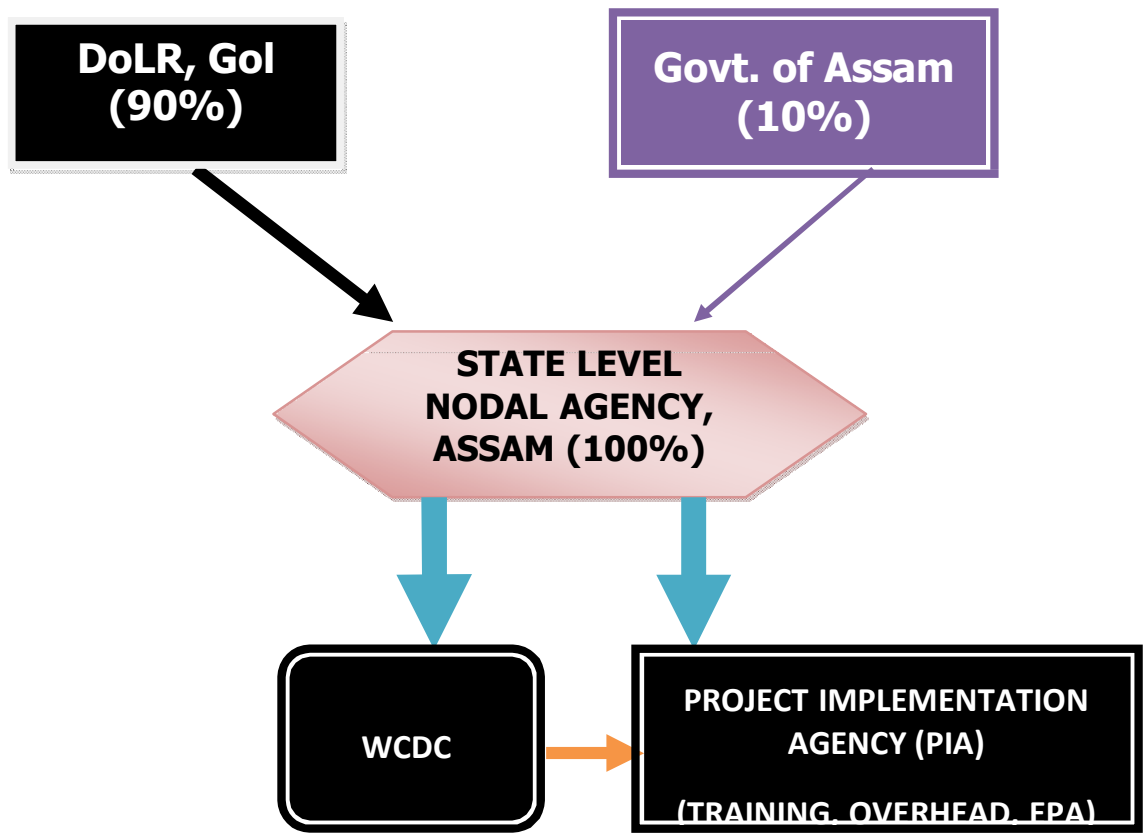 DoLR, GoI
(90%)
Govt. of Assam
(10%)
STATE LEVEL
NODAL AGENCY,
ASSAM (100%)
WCDC
PROJECT IMPLEMENTATION
AGENCY (PIA)
(TRAINING, OVERHEAD, EPA)